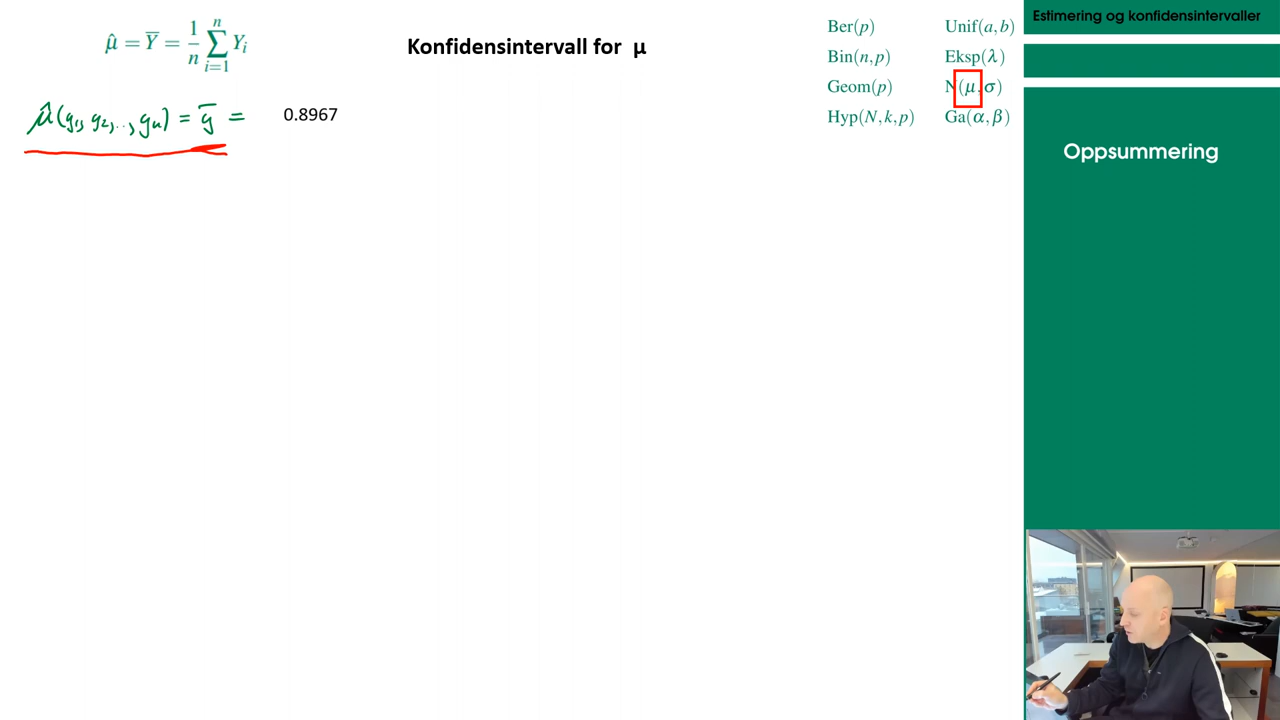 μ̂ = Y̅ = 1/n ∑_{i=1}^{n} Y_i
μ̂(y₁, y₂, .., yₙ) = y̅ = 0.8967
Konfidensintervall for μ
Ber(p) Unif(a, b)
Bin(n, p) Eksp(λ)
Geom(p) N(μ, σ)
Hyp(N, k, p) Ga(α, β)
Estimering og konfidensintervaller
Oppsummering